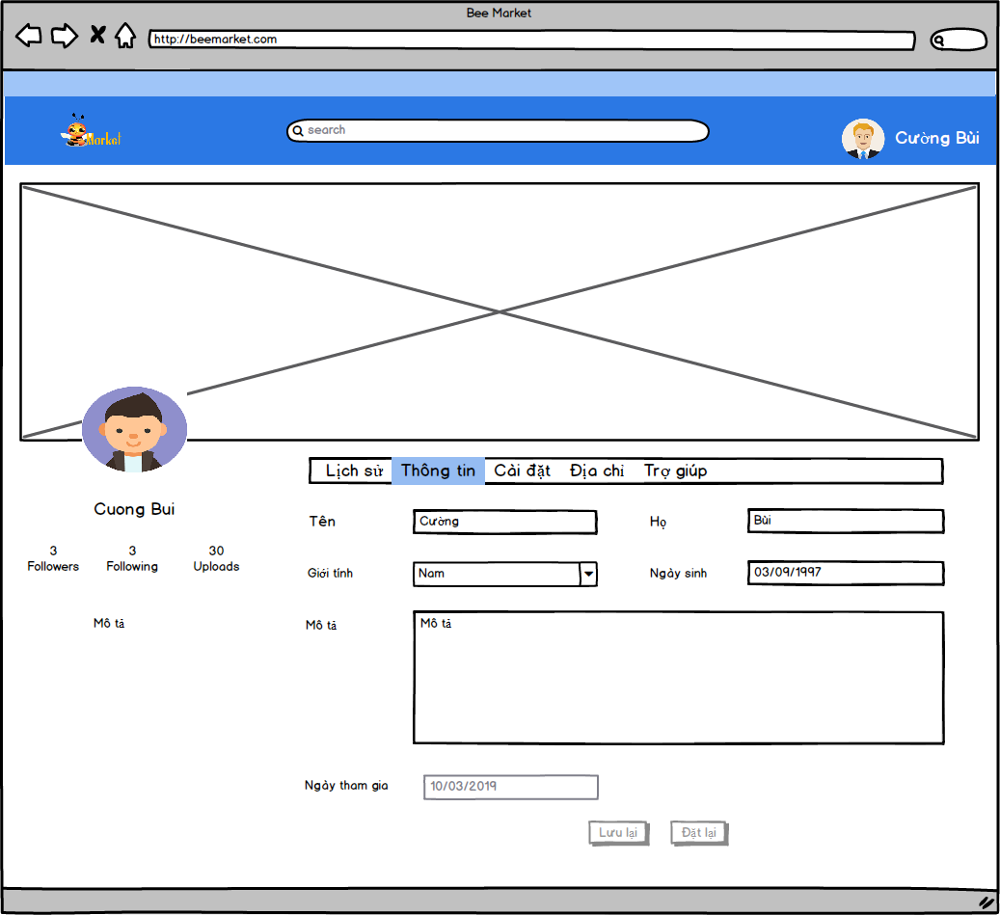 Bee Market
http://beemarket.com
Market
search
Cường Bùi
Lịch sử Thông tin Cài đặt Địa chỉ Trợ giúp
Cuong Bui
3 3 30
Followers Following Uploads
Mô tả
Tên Cường Họ Bùi
Giới tính Nam Ngày sinh 03/09/1997
Mô tả Mô tả
Ngày tham gia 10/03/2019
Lưu lại Đặt lại